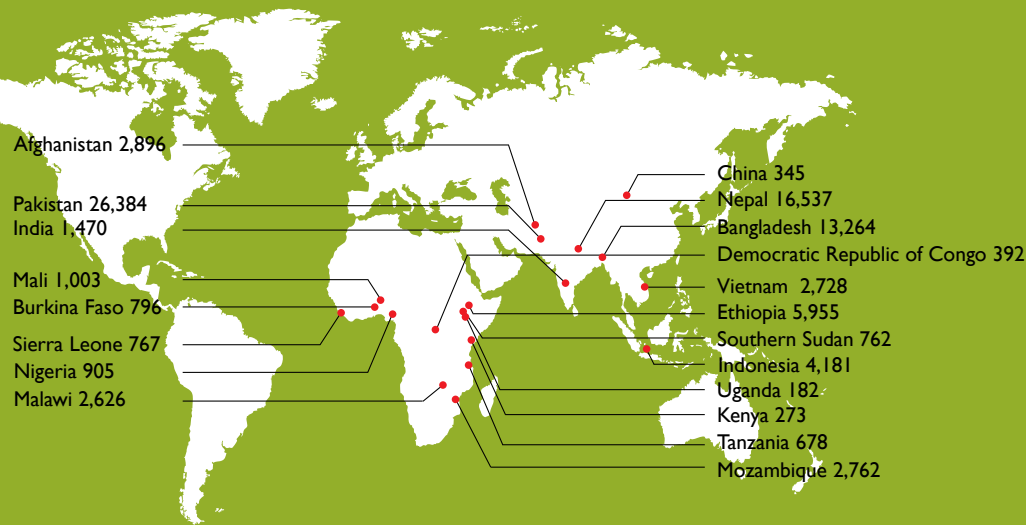 Afghanistan 2,896
Pakistan 26,384
India 1,470
Mali 1,003
Burkina Faso 796
Sierra Leone 767
Nigeria 905
Malawi 2,626
China 345
Nepal 16,537
Bangladesh 13,264
Democratic Republic of Congo 392
Vietnam 2,728
Ethiopia 5,955
Southern Sudan 762
Indonesia 4,181
Uganda 182
Kenya 273
Tanzania 678
Mozambique 2,762